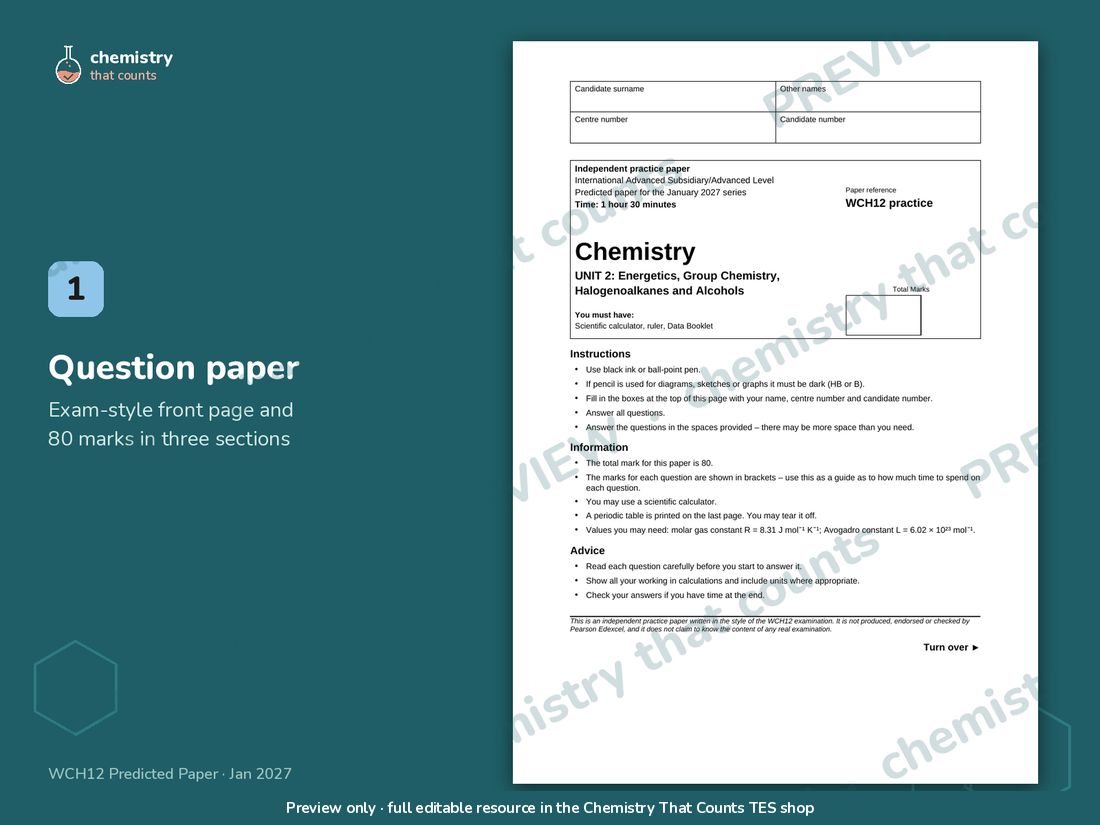 chemistry
that counts
1
Question paper
Exam-style front page and
80 marks in three sections
WCH12 Predicted Paper · Jan 2027
Candidate surname
Other names
Centre number
Candidate number
Independent practice paper
International Advanced Subsidiary/Advanced Level
Predicted paper for the January 2027 series
Time: 1 hour 30 minutes
Paper reference
WCH12 practice
Chemistry
UNIT 2: Energetics, Group Chemistry,
Halogenoalkanes and Alcohols
Total Marks
You must have:
Scientific calculator, ruler, Data Booklet
Instructions
• Use black ink or ball-point pen.
• If pencil is used for diagrams, sketches or graphs it must be dark (HB or B).
• Fill in the boxes at the top of this page with your name, centre number and candidate number.
• Answer all questions.
• Answer the questions in the spaces provided – there may be more space than you need.
Information
• The total mark for this paper is 80.
• The marks for each question are shown in brackets – use this as a guide as to how much time to spend on
each question.
• You may use a scientific calculator.
• A periodic table is printed on the last page. You may tear it off.
• Values you may need: molar gas constant R = 8.31 J mol⁻¹ K⁻¹; Avogadro constant L = 6.02 × 10²³ mol⁻¹.
Advice
• Read each question carefully before you start to answer it.
• Show all your working in calculations and include units where appropriate.
• Check your answers if you have time at the end.
This is an independent practice paper written in the style of the WCH12 examination. It is not produced, endorsed or checked by
Pearson Edexcel, and it does not claim to know the content of any real examination.
Turn over ►
PREVIE
t counts
VIEW · chemistry that co
PRE
mistry that counts
chemist
Preview only · full editable resource in the Chemistry That Counts TES shop